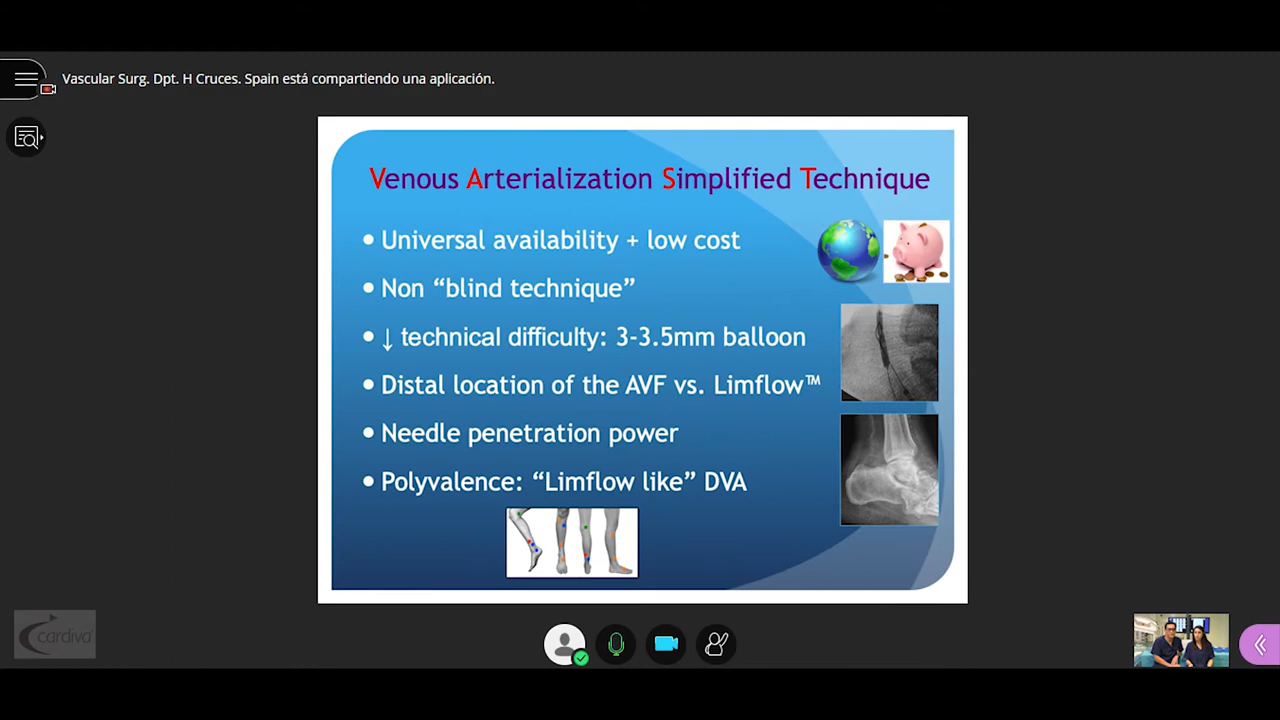 Vascular Surg. Dpt. H Cruces. Spain está compartiendo una aplicación.
Venous Arterialization Simplified Technique
• Universal availability + low cost
• Non “blind technique”
• ↓ technical difficulty: 3-3.5mm balloon
• Distal location of the AVF vs. Limflow™
• Needle penetration power
• Polyvalence: “Limflow like” DVA
cardiva